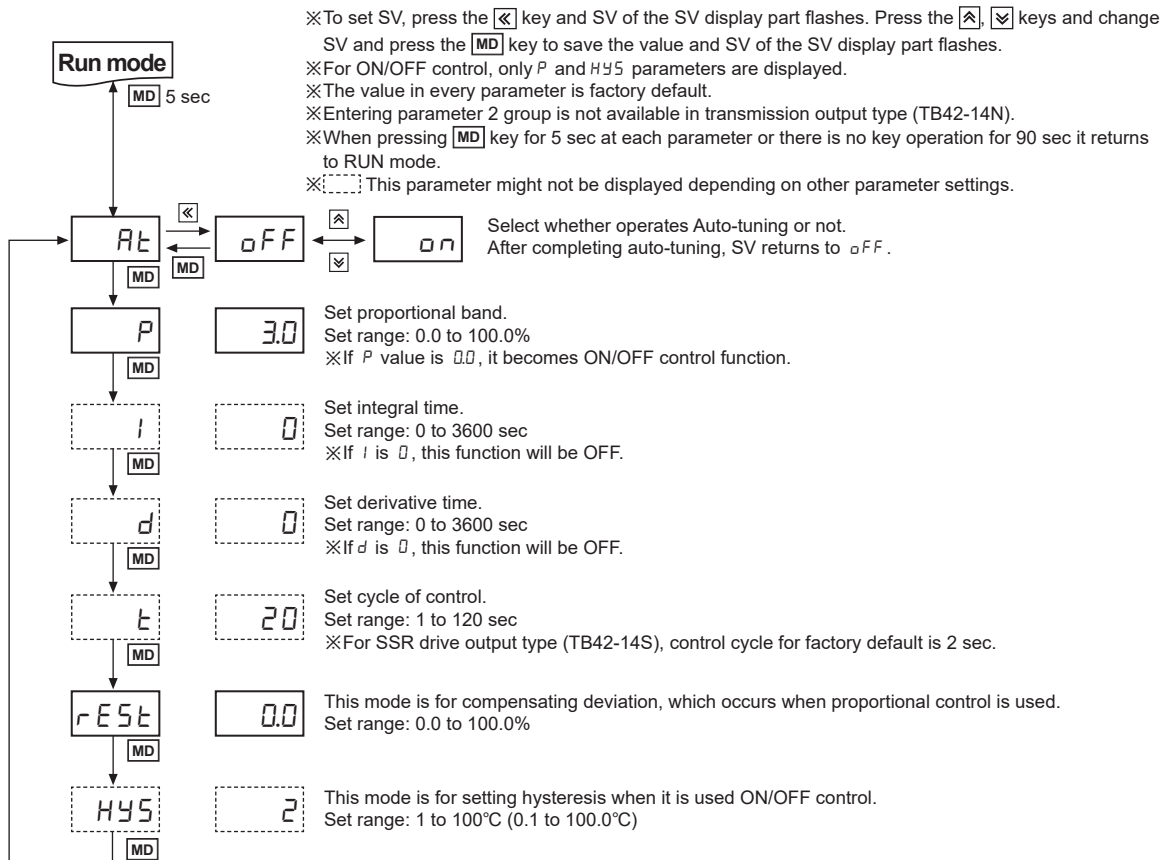 ※To set SV, press the « key and SV of the SV display part flashes. Press the ︽, ︾ keys and change
SV and press the MD key to save the value and SV of the SV display part flashes.
※For ON/OFF control, only P and HYS parameters are displayed.
※The value in every parameter is factory default.
※Entering parameter 2 group is not available in transmission output type (TB42-14N).
※When pressing MD key for 5 sec at each parameter or there is no key operation for 90 sec it returns
to RUN mode.
※ This parameter might not be displayed depending on other parameter settings.
Run mode
MD 5 sec
At
«
MD
oFF
︽
︾
on
Select whether operates Auto-tuning or not.
After completing auto-tuning, SV returns to oFF.
MD
P
3.0
Set proportional band.
Set range: 0.0 to 100.0%
※If P value is 0.0, it becomes ON/OFF control function.
MD
I
0
Set integral time.
Set range: 0 to 3600 sec
※If I is 0, this function will be OFF.
MD
d
0
Set derivative time.
Set range: 0 to 3600 sec
※If d is 0, this function will be OFF.
MD
t
20
Set cycle of control.
Set range: 1 to 120 sec
※For SSR drive output type (TB42-14S), control cycle for factory default is 2 sec.
MD
rESt
0.0
This mode is for compensating deviation, which occurs when proportional control is used.
Set range: 0.0 to 100.0%
MD
HYS
2
This mode is for setting hysteresis when it is used ON/OFF control.
Set range: 1 to 100℃ (0.1 to 100.0℃)
MD